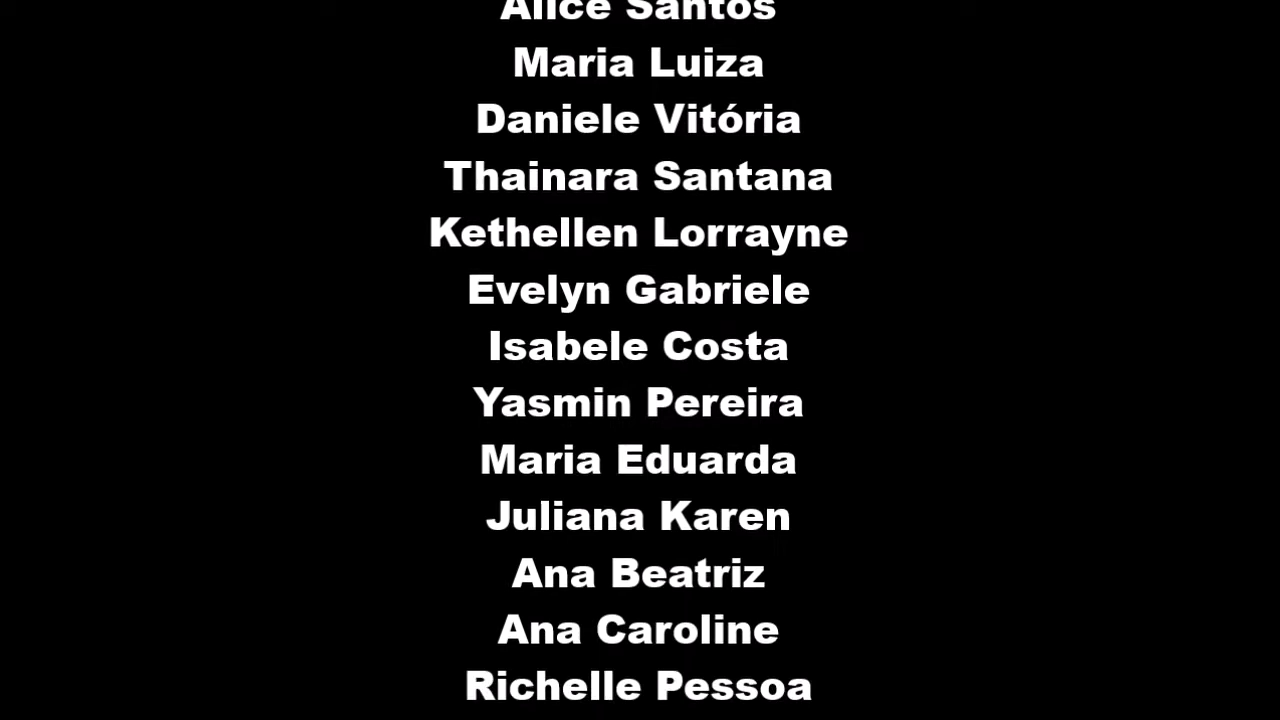 Alice Santos
Maria Luiza
Daniele Vitória
Thainara Santana
Kethellen Lorrayne
Evelyn Gabriele
Isabele Costa
Yasmin Pereira
Maria Eduarda
Juliana Karen
Ana Beatriz
Ana Caroline
Richelle Pessoa